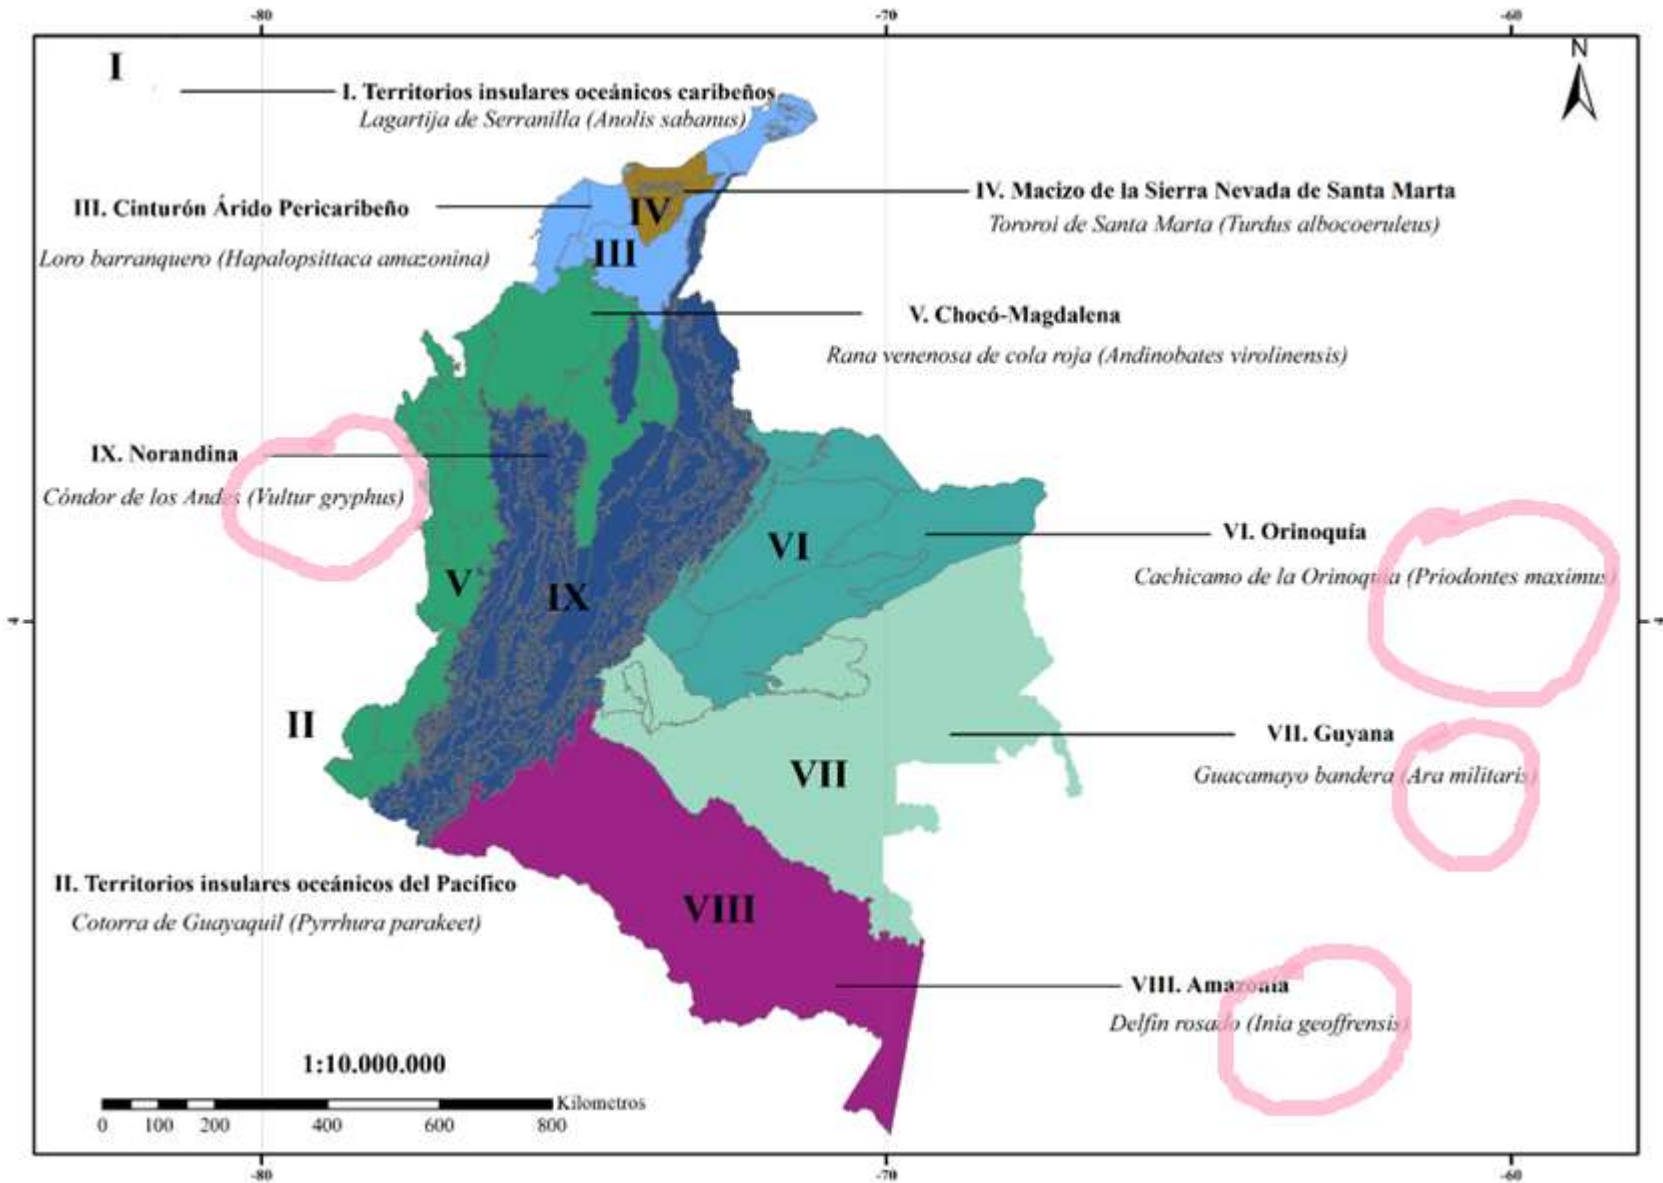 -80 -70 -60
I
N
I. Territorios insulares oceánicos caribeños
Lagartija de Serranilla (Anolis sabanus)
IV. Macizo de la Sierra Nevada de Santa Marta
Tororoi de Santa Marta (Turdus albocoeruleus)
III. Cinturón Árido Pericaribeño
Loro barranquero (Hapalopsittaca amazonina)
IV
III
V. Chocó-Magdalena
Rana venenosa de cola roja (Andinobates virolinensis)
IX. Norandina
Cóndor de los Andes (Vultur gryphus)
VI. Orinoquía
Cachicamo de la Orinoquía (Priodontes maximus)
VI
V
IX
4 4
II
VII. Guyana
Guacamayo bandera (Ara militaris)
VII
II. Territorios insulares oceánicos del Pacífico
Cotorra de Guayaquil (Pyrrhura parakeet)
VIII
VIII. Amazonía
Delfin rosado (Inia geoffrensis)
1:10.000.000
Kilometros
0 100 200 400 600 800
-80 -70 -60